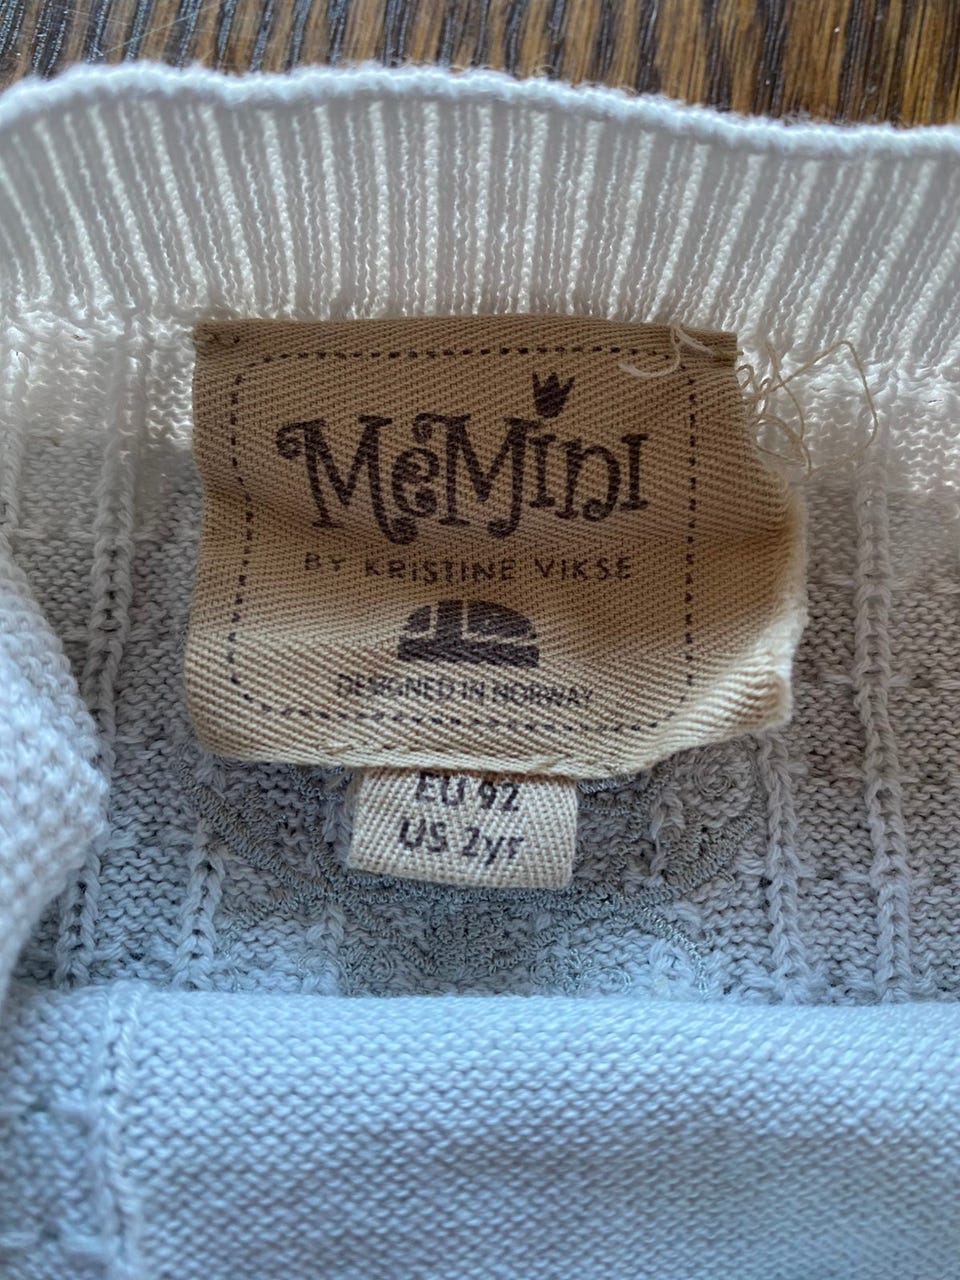 MeMini
BY KRISTINE VIKSE
DESIGNED IN NORWAY
EU 92
US 2yr